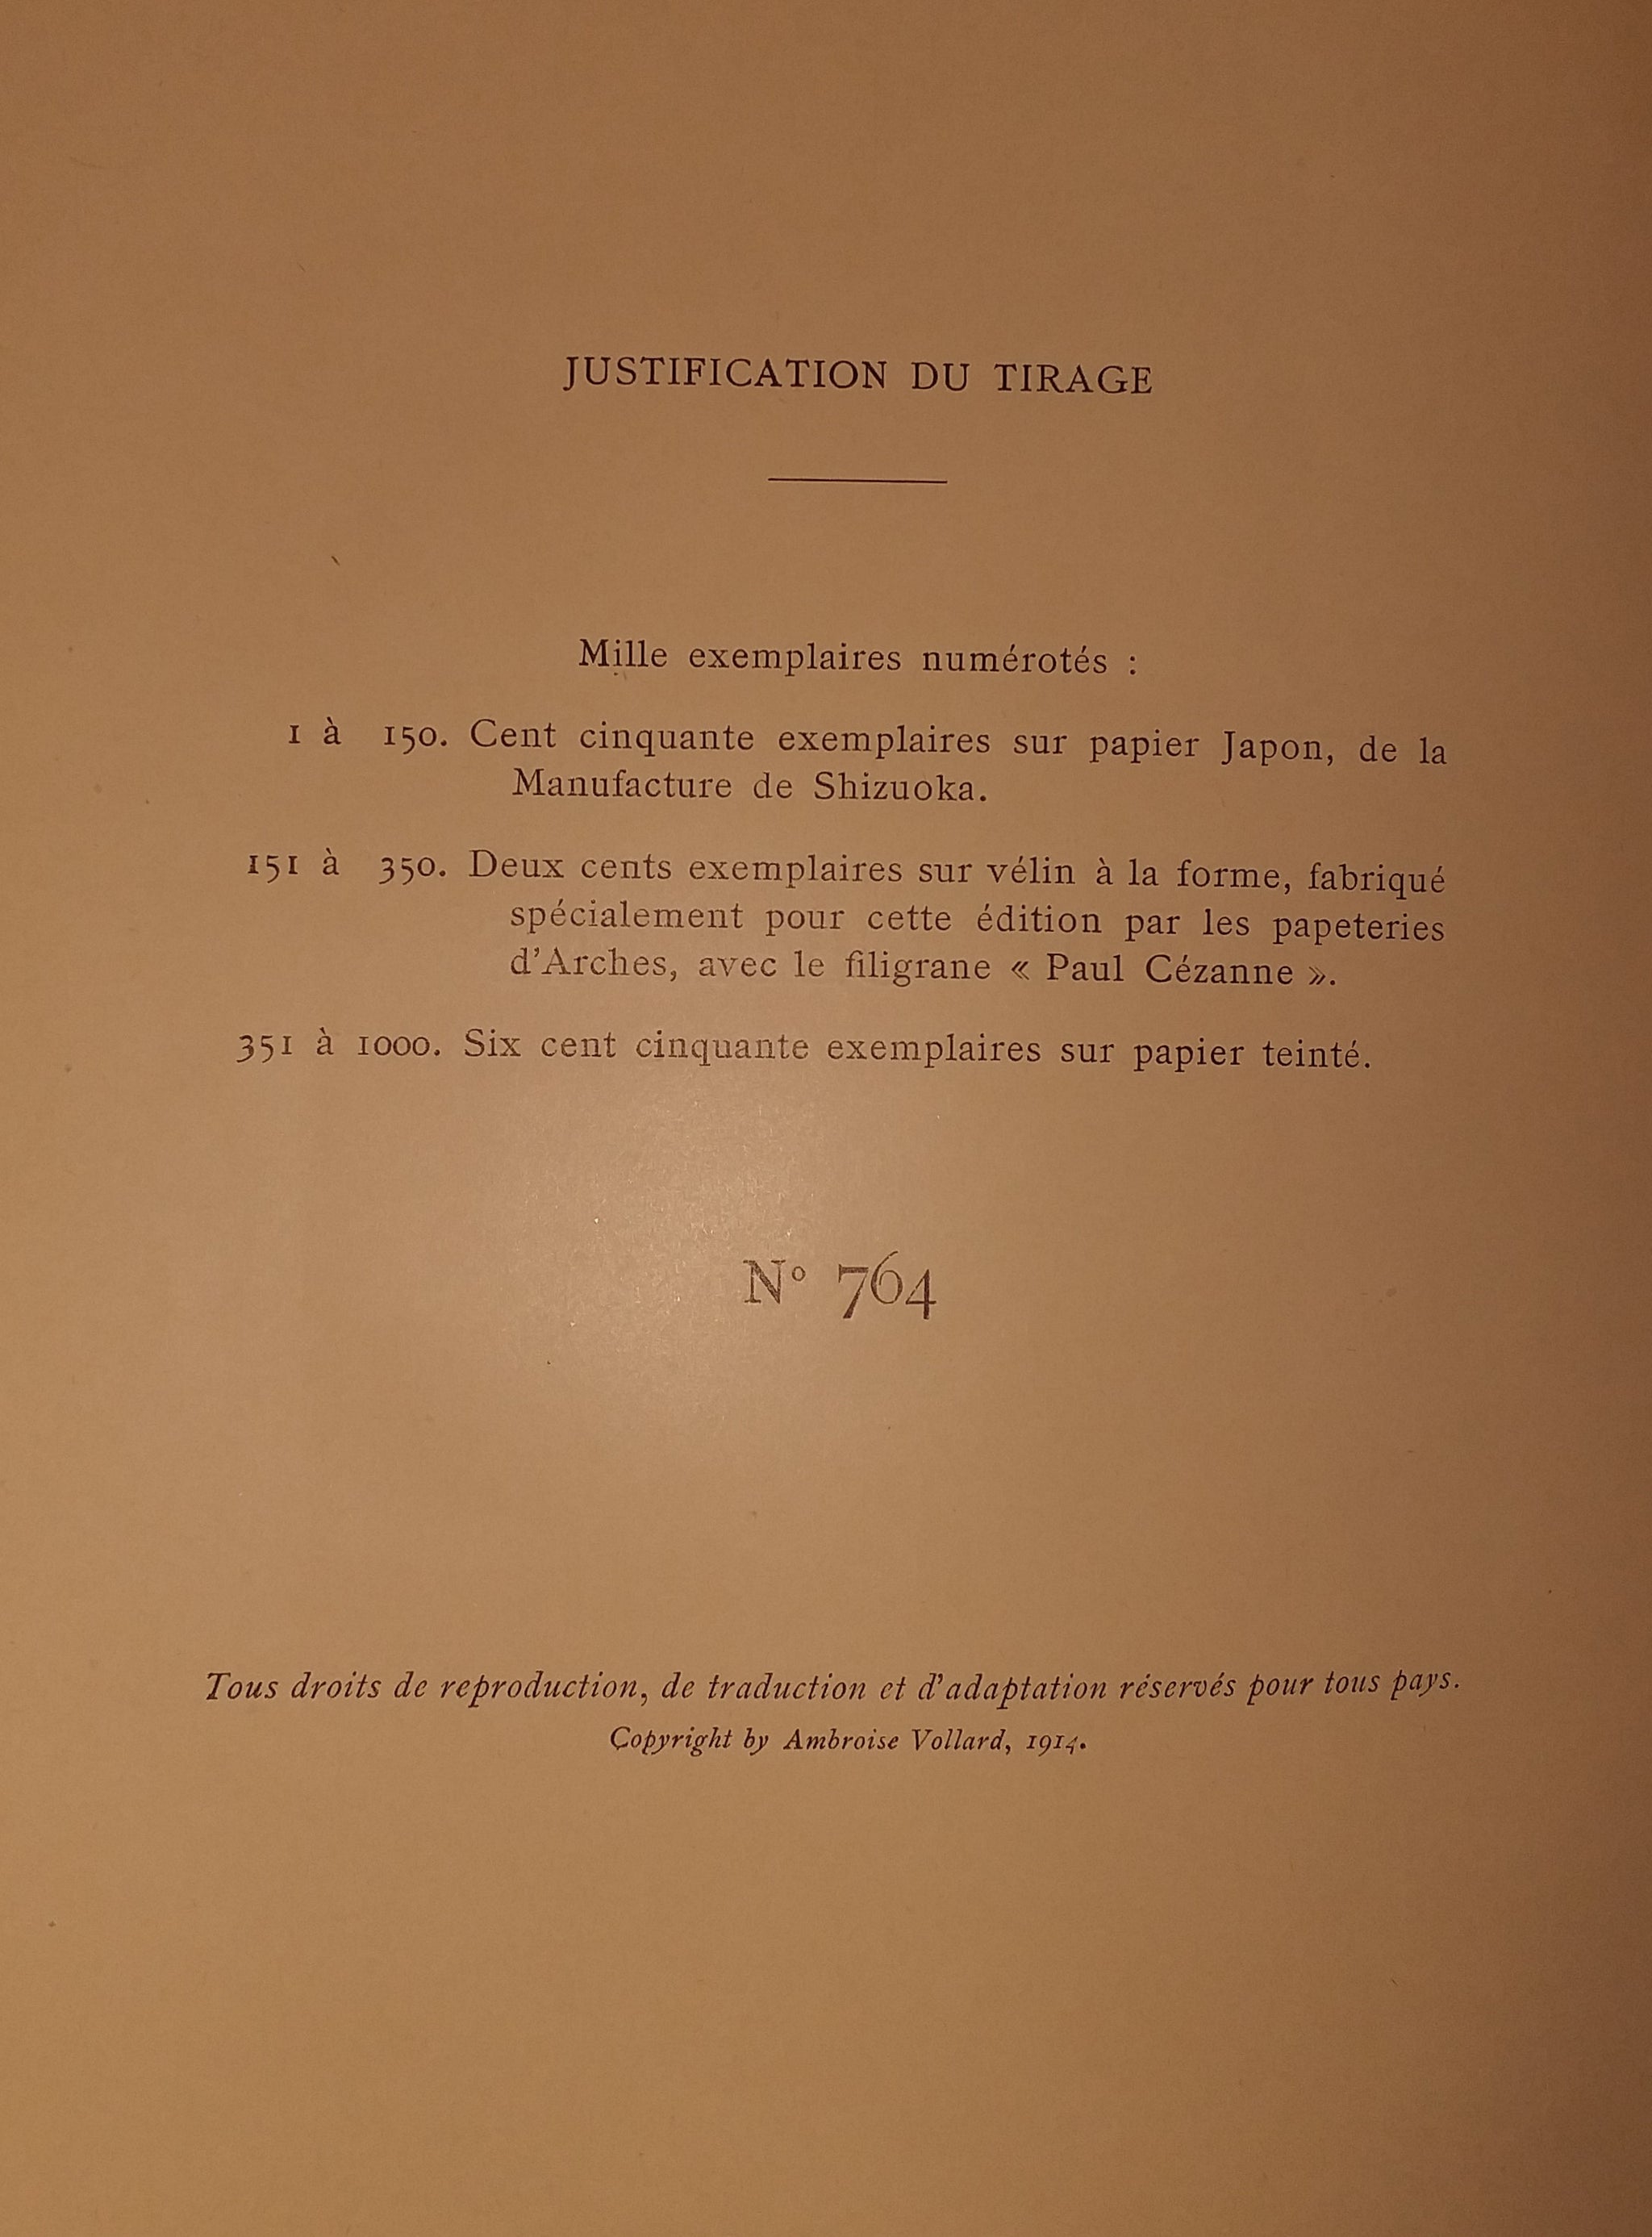 JUSTIFICATION DU TIRAGE
Mille exemplaires numérotés :
1 à 150. Cent cinquante exemplaires sur papier Japon, de la
Manufacture de Shizuoka.
151 à 350. Deux cents exemplaires sur vélin à la forme, fabriqué
spécialement pour cette édition par les papeteries
d'Arches, avec le filigrane « Paul Cézanne ».
351 à 1000. Six cent cinquante exemplaires sur papier teinté.
N° 764
Tous droits de reproduction, de traduction et d'adaptation réservés pour tous pays.
Copyright by Ambroise Vollard, 1914.